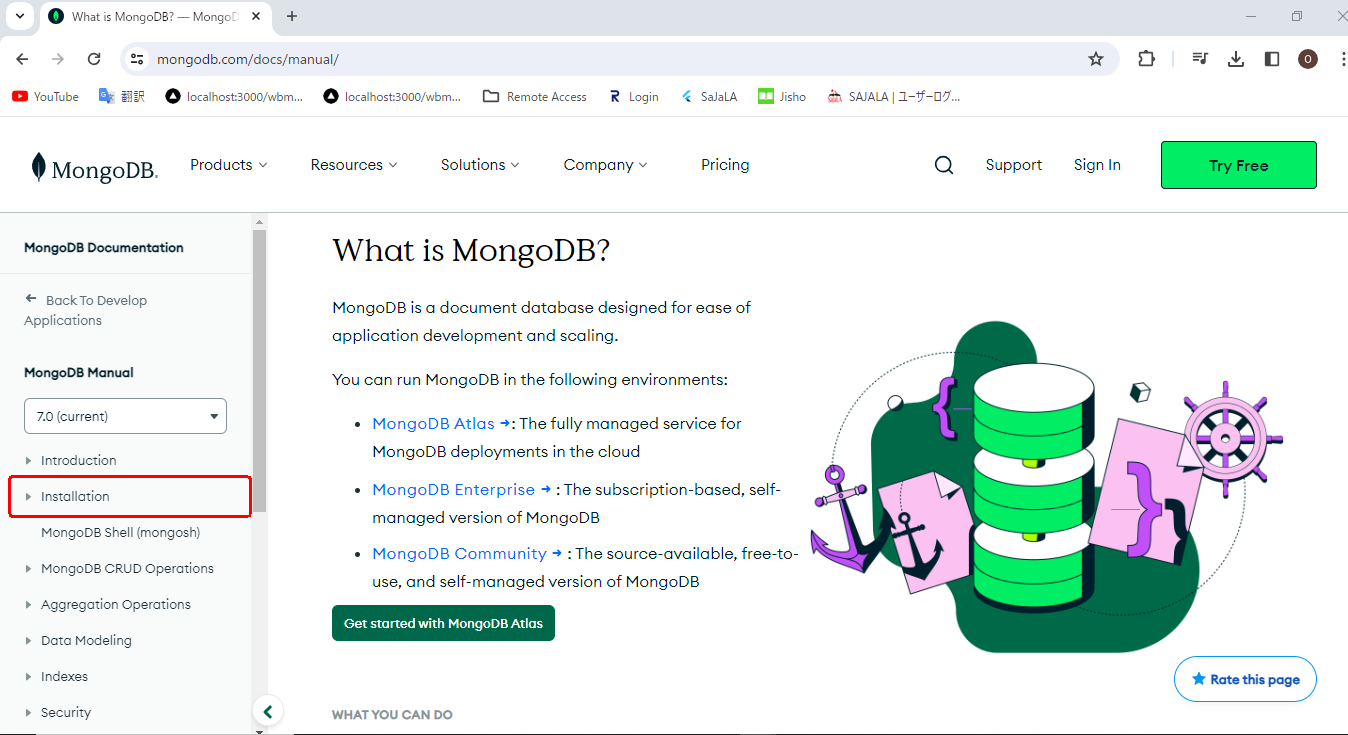 What is MongoDB? — MongoD
mongodb.com/docs/manual/
O
YouTube
翻訳
localhost:3000/wbm...
localhost:3000/wbm...
Remote Access
R Login
SaJaLA
Jisho
SAJALA | ユーザーログ...
MongoDB.
Products
Resources
Solutions
Company
Pricing
Support
Sign In
Try Free
MongoDB Documentation
Back To Develop
Applications
MongoDB Manual
7.0 (current)
Introduction
Installation
MongoDB Shell (mongosh)
MongoDB CRUD Operations
Aggregation Operations
Data Modeling
Indexes
Security
What is MongoDB?
MongoDB is a document database designed for ease of
application development and scaling.
You can run MongoDB in the following environments:
• MongoDB Atlas ➔: The fully managed service for
MongoDB deployments in the cloud
• MongoDB Enterprise ➔ : The subscription-based, self-
managed version of MongoDB
• MongoDB Community ➔ : The source-available, free-to-
use, and self-managed version of MongoDB
Get started with MongoDB Atlas
WHAT YOU CAN DO
Rate this page